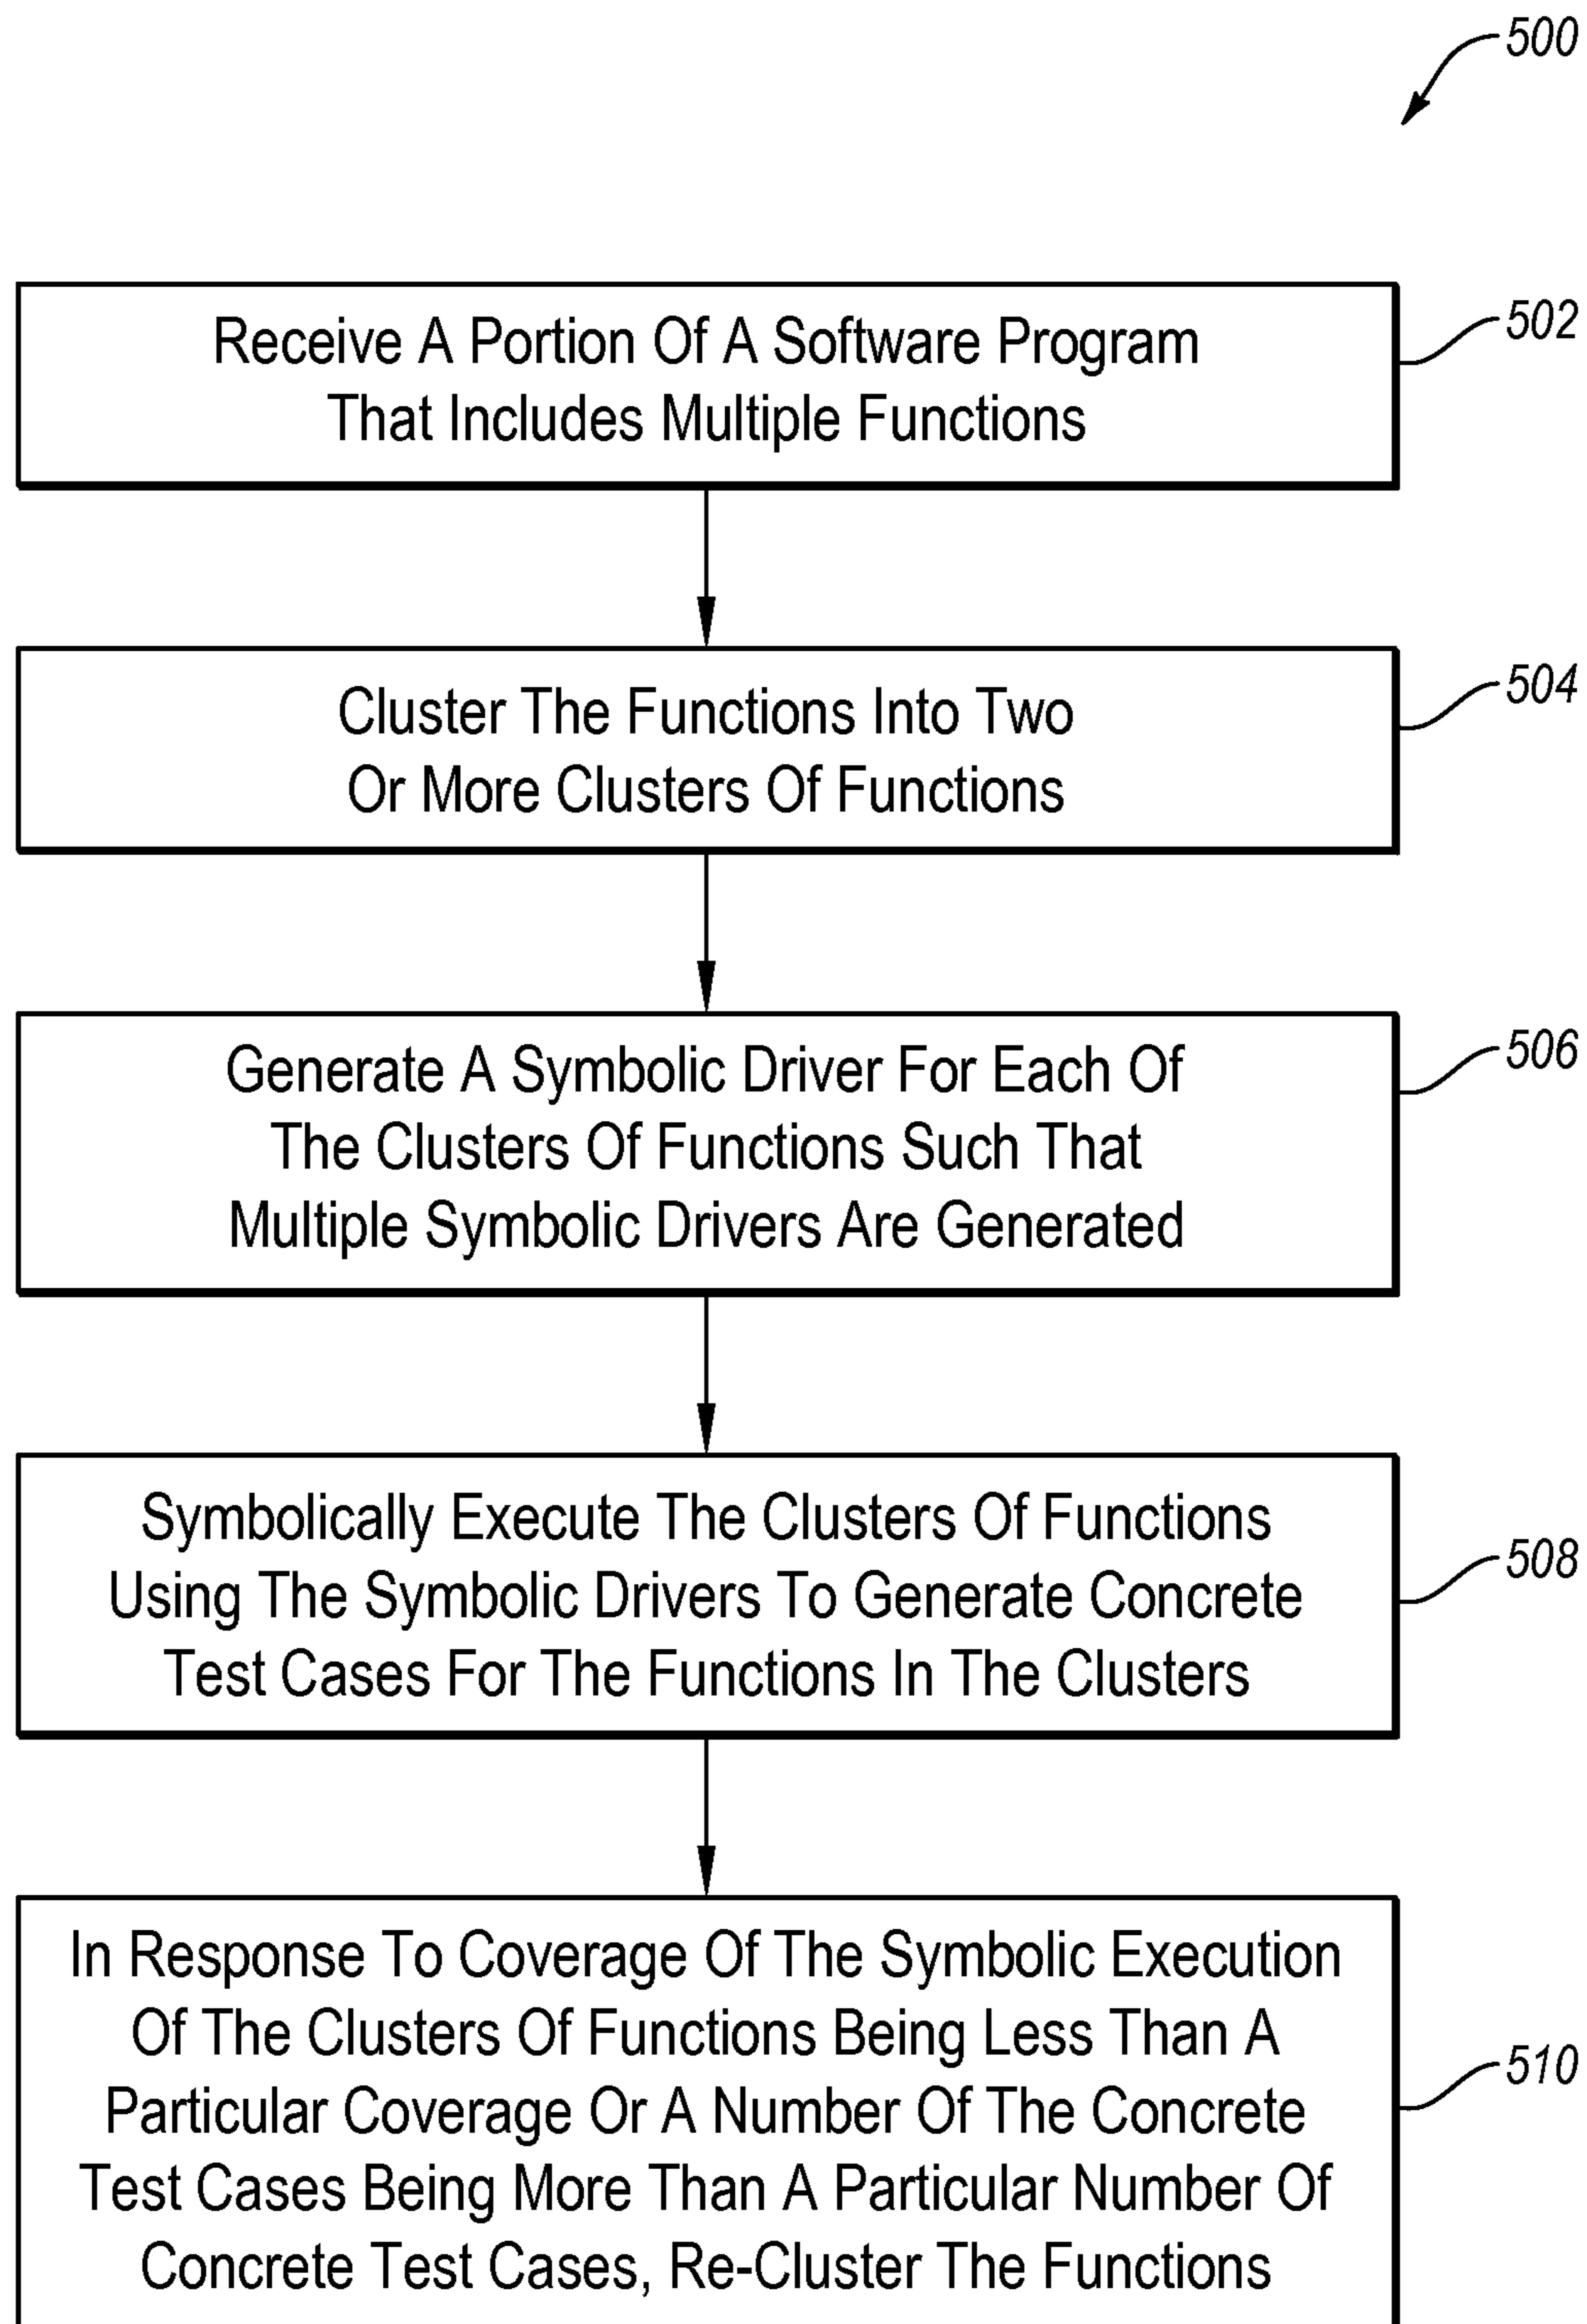 500
Receive A Portion Of A Software Program
That Includes Multiple Functions
502
Cluster The Functions Into Two
Or More Clusters Of Functions
504
Generate A Symbolic Driver For Each Of
The Clusters Of Functions Such That
Multiple Symbolic Drivers Are Generated
506
Symbolically Execute The Clusters Of Functions
Using The Symbolic Drivers To Generate Concrete
Test Cases For The Functions In The Clusters
508
In Response To Coverage Of The Symbolic Execution
Of The Clusters Of Functions Being Less Than A
Particular Coverage Or A Number Of The Concrete
Test Cases Being More Than A Particular Number Of
Concrete Test Cases, Re-Cluster The Functions
510